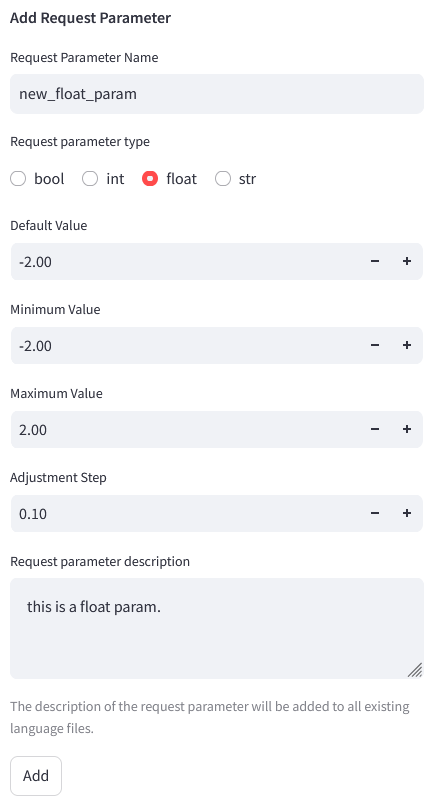 Add Request Parameter
Request Parameter Name
new_float_param
Request parameter type
bool int float str
Default Value
-2.00 − +
Minimum Value
-2.00 − +
Maximum Value
2.00 − +
Adjustment Step
0.10 − +
Request parameter description
this is a float param.
The description of the request parameter will be added to all existing
language files.
Add